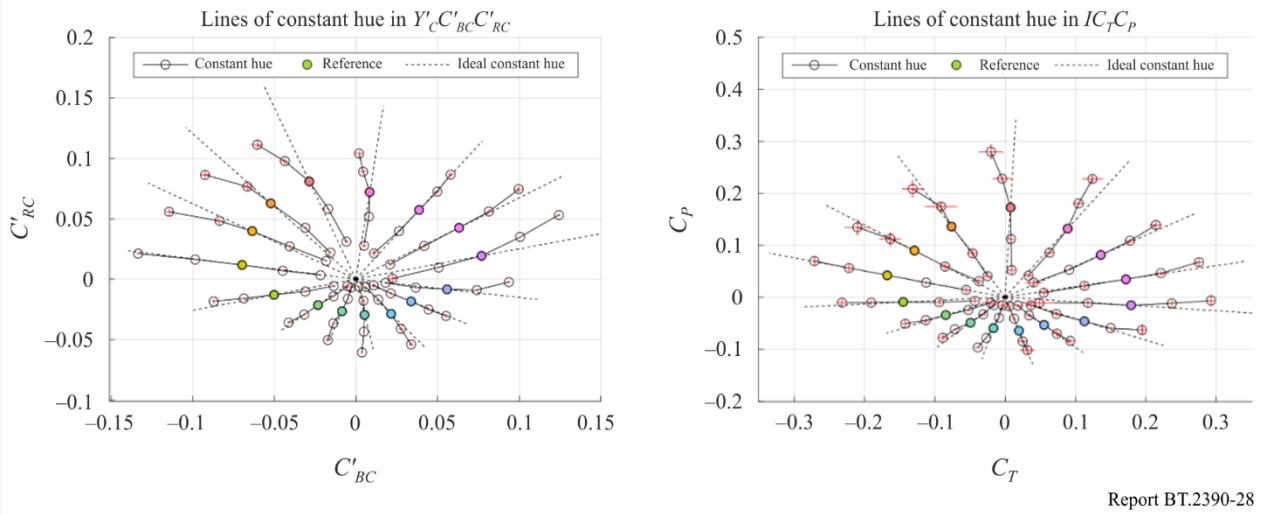 Lines of constant hue in Y′CC′BCC′RC
Constant hue
Reference
Ideal constant hue
0.2
0.15
0.1
0.05
0
–0.05
–0.1
C′RC
–0.15
–0.1
–0.05
0
0.05
0.1
0.15
C′BC
Lines of constant hue in ICTCP
Constant hue
Reference
Ideal constant hue
0.5
0.4
0.3
0.2
0.1
0
–0.1
–0.2
CP
–0.3
–0.2
–0.1
0
0.1
0.2
0.3
CT
Report BT.2390-28